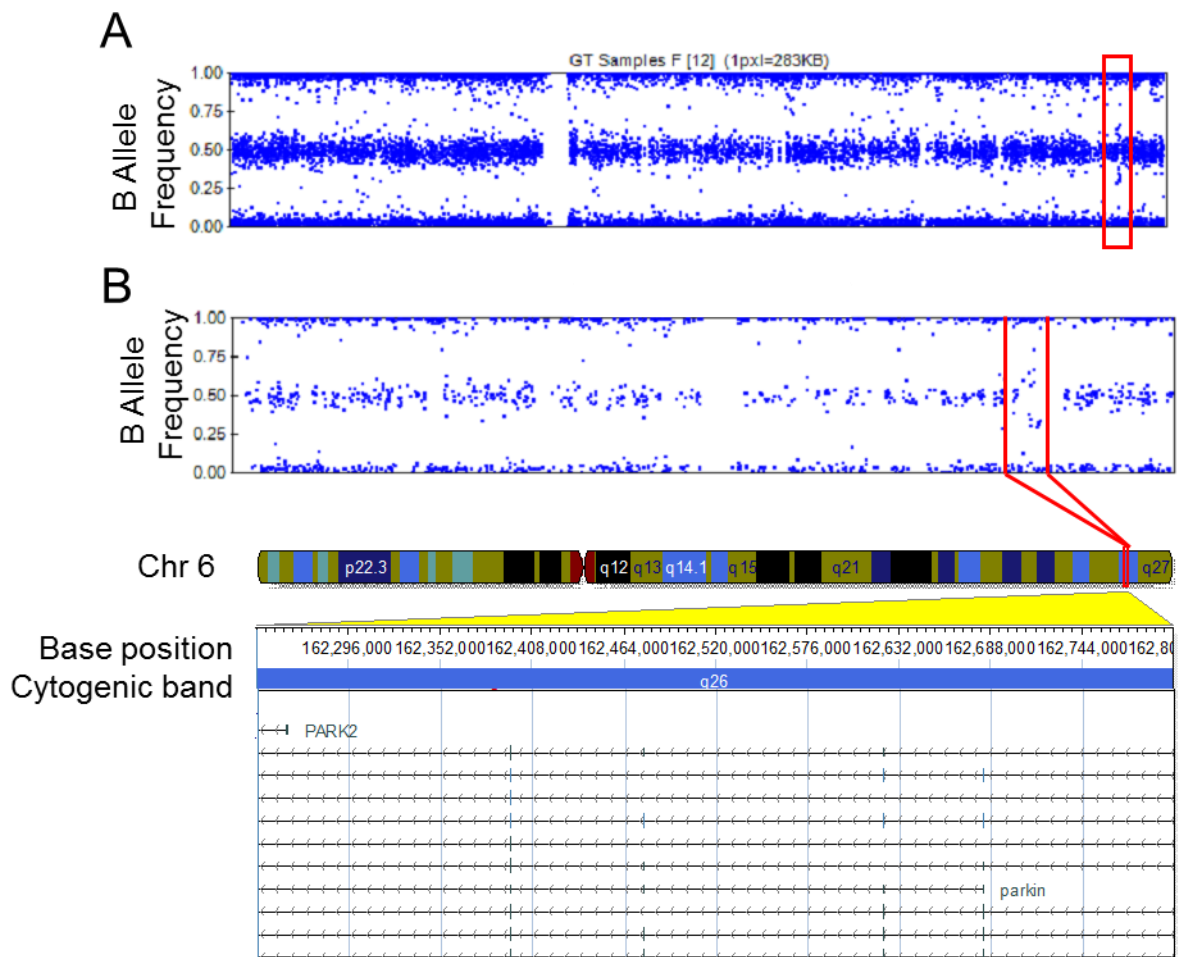 A
GT Samples F [12] (1pxl=283KB)
B Allele
Frequency
1.00
0.75
0.50
0.25
0.00
B
B Allele
Frequency
1.00
0.75
0.50
0.25
0.00
Chr 6
p22.3 q12 q13 q14.1 q15 q21 q27
Base position
162,296,000 162,352,000 162,408,000 162,464,000 162,520,000 162,576,000 162,632,000 162,688,000 162,744,000 162,80
Cytogenic band
q26
PARK2
parkin